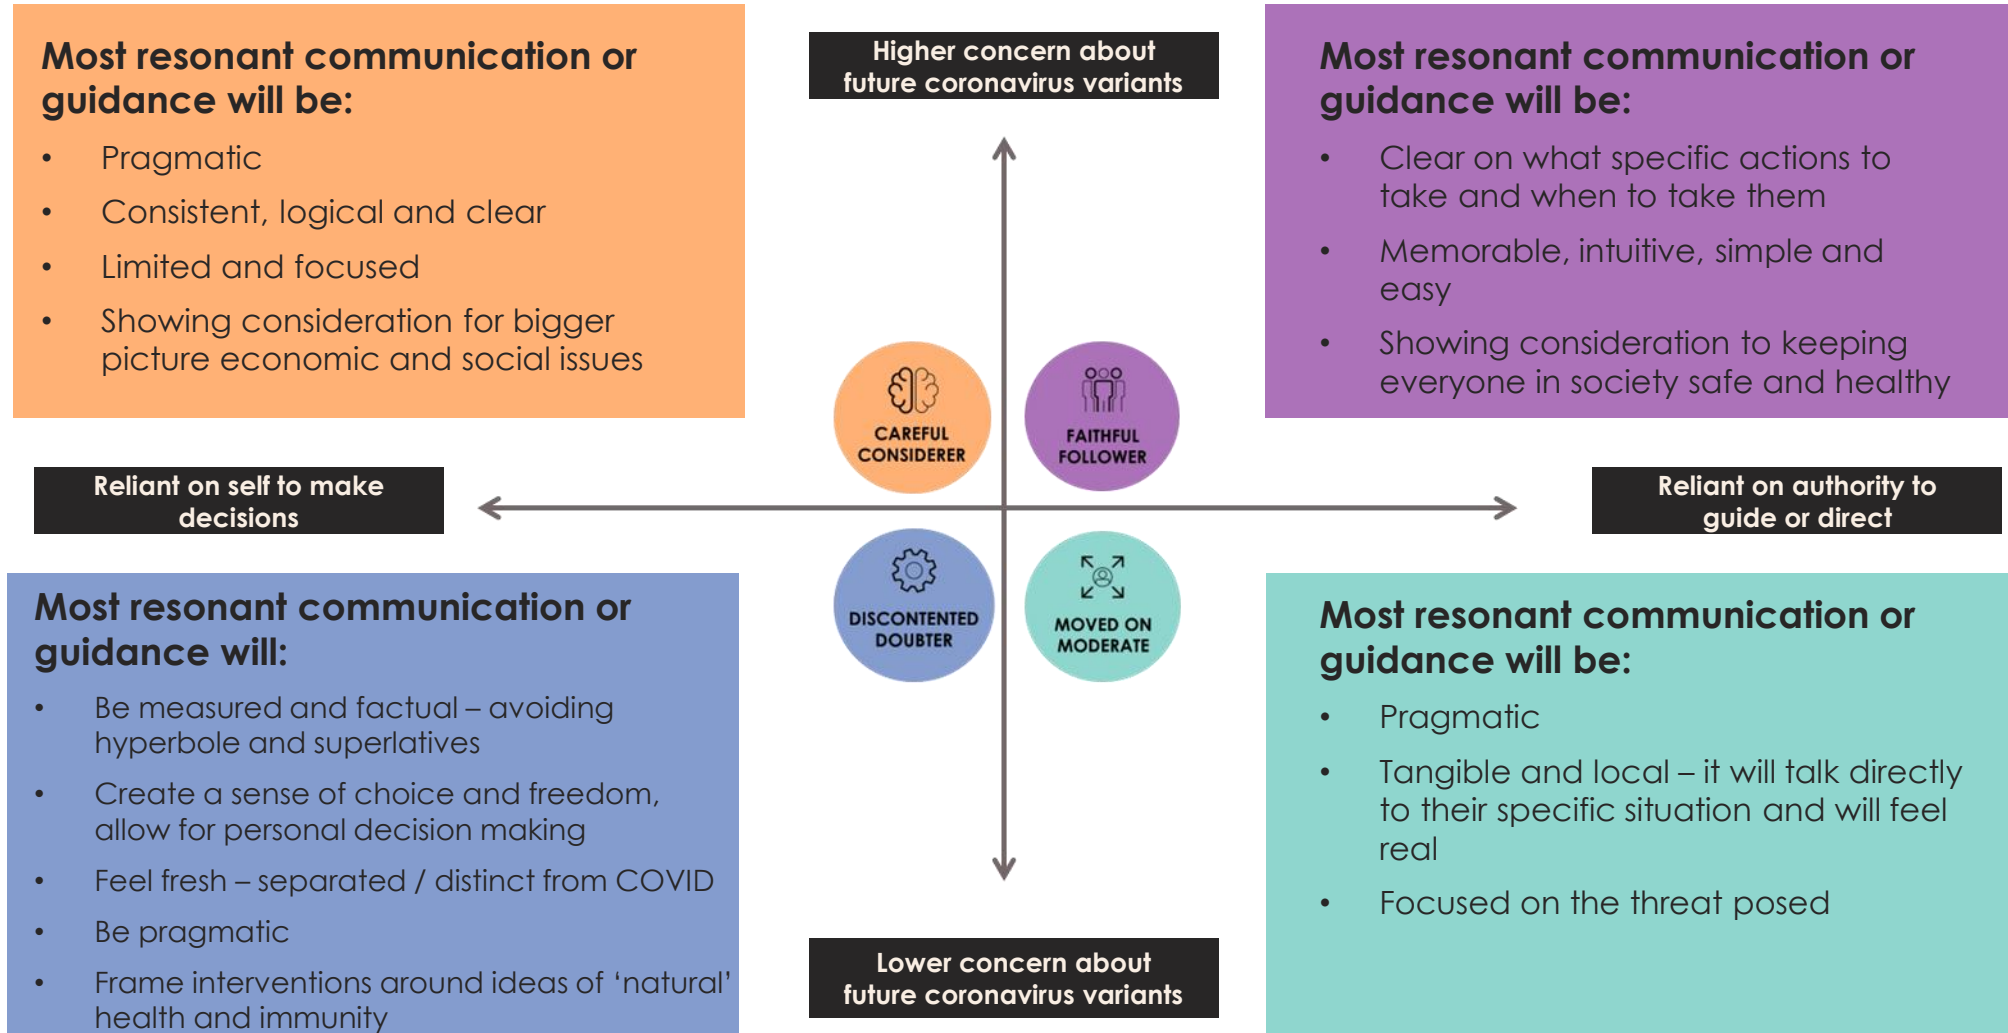 Most resonant communication or
guidance will be:
• Pragmatic
• Consistent, logical and clear
• Limited and focused
• Showing consideration for bigger
picture economic and social issues
Higher concern about
future coronavirus variants
Most resonant communication or
guidance will be:
• Clear on what specific actions to
take and when to take them
• Memorable, intuitive, simple and
easy
• Showing consideration to keeping
everyone in society safe and healthy
CAREFUL
CONSIDERER
FAITHFUL
FOLLOWER
Reliant on self to make
decisions
Reliant on authority to
guide or direct
DISCONTENTED
DOUBTER
MOVED ON
MODERATE
Most resonant communication or
guidance will:
• Be measured and factual – avoiding
hyperbole and superlatives
• Create a sense of choice and freedom,
allow for personal decision making
• Feel fresh – separated / distinct from COVID
• Be pragmatic
• Frame interventions around ideas of ‘natural’
health and immunity
Lower concern about
future coronavirus variants
Most resonant communication or
guidance will be:
• Pragmatic
• Tangible and local – it will talk directly
to their specific situation and will feel
real
• Focused on the threat posed